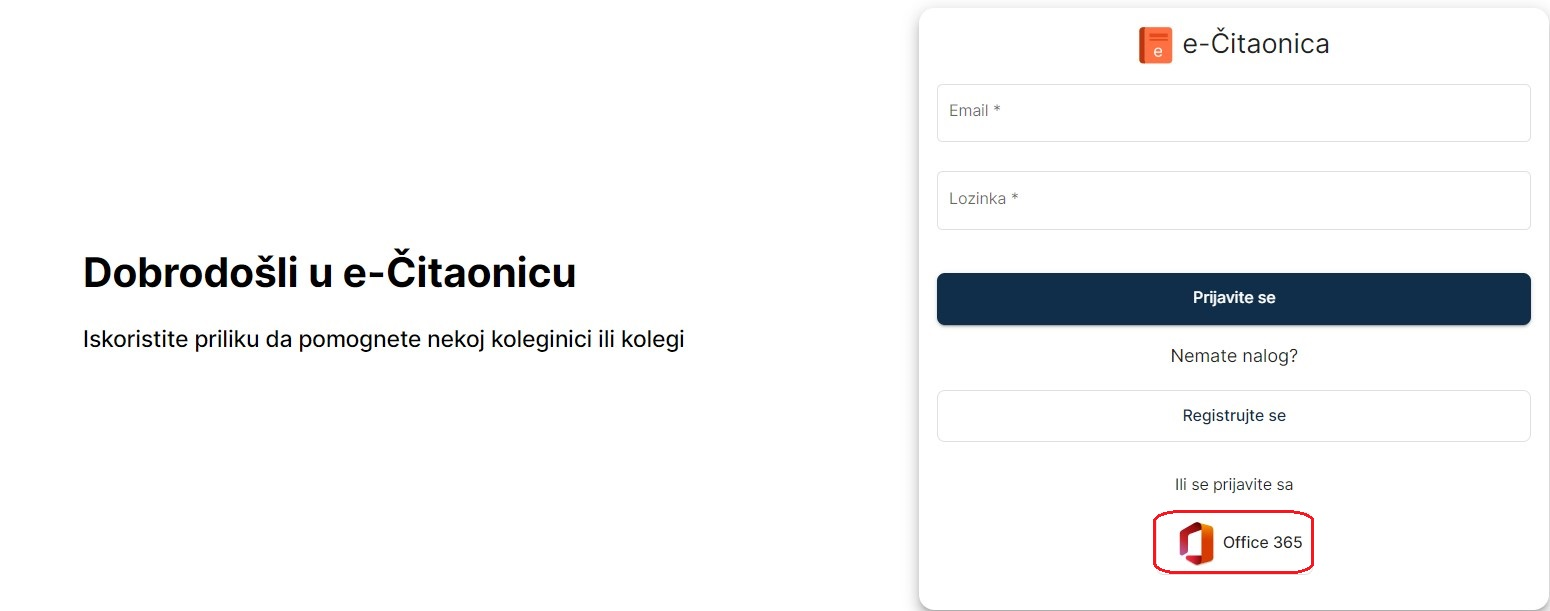 Dobrodošli u e-Čitaonicu
Iskoristite priliku da pomognete nekoj koleginici ili kolegi
e
e-Čitaonica
Email *
Lozinka *
Prijavite se
Nemate nalog?
Registrujte se
Ili se prijavite sa
Office 365